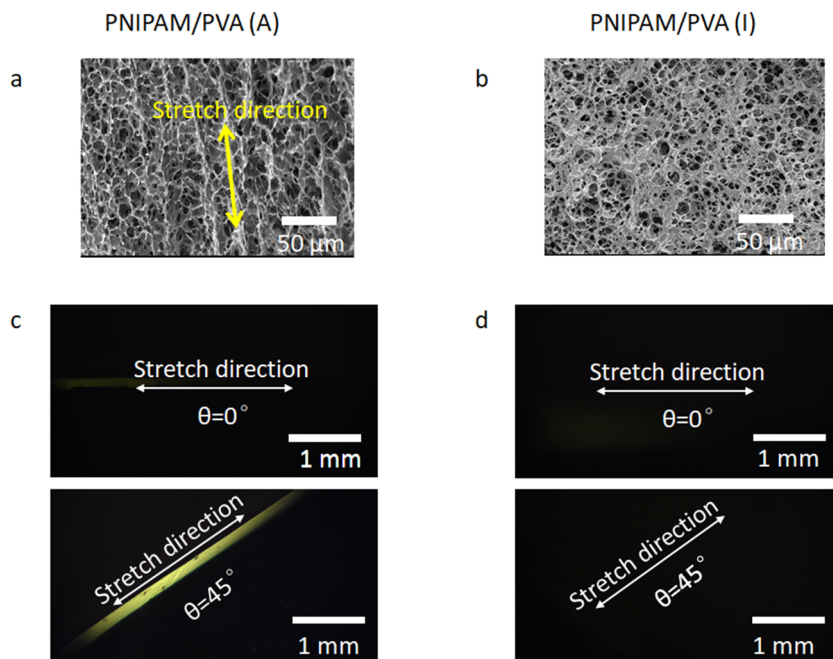 PNIPAM/PVA (A)
PNIPAM/PVA (I)
a
Stretch direction
50 μm
b
50 μm
c
Stretch direction
θ=0°
1 mm
d
Stretch direction
θ=0°
1 mm
Stretch direction
θ=45°
1 mm
Stretch direction
θ=45°
1 mm